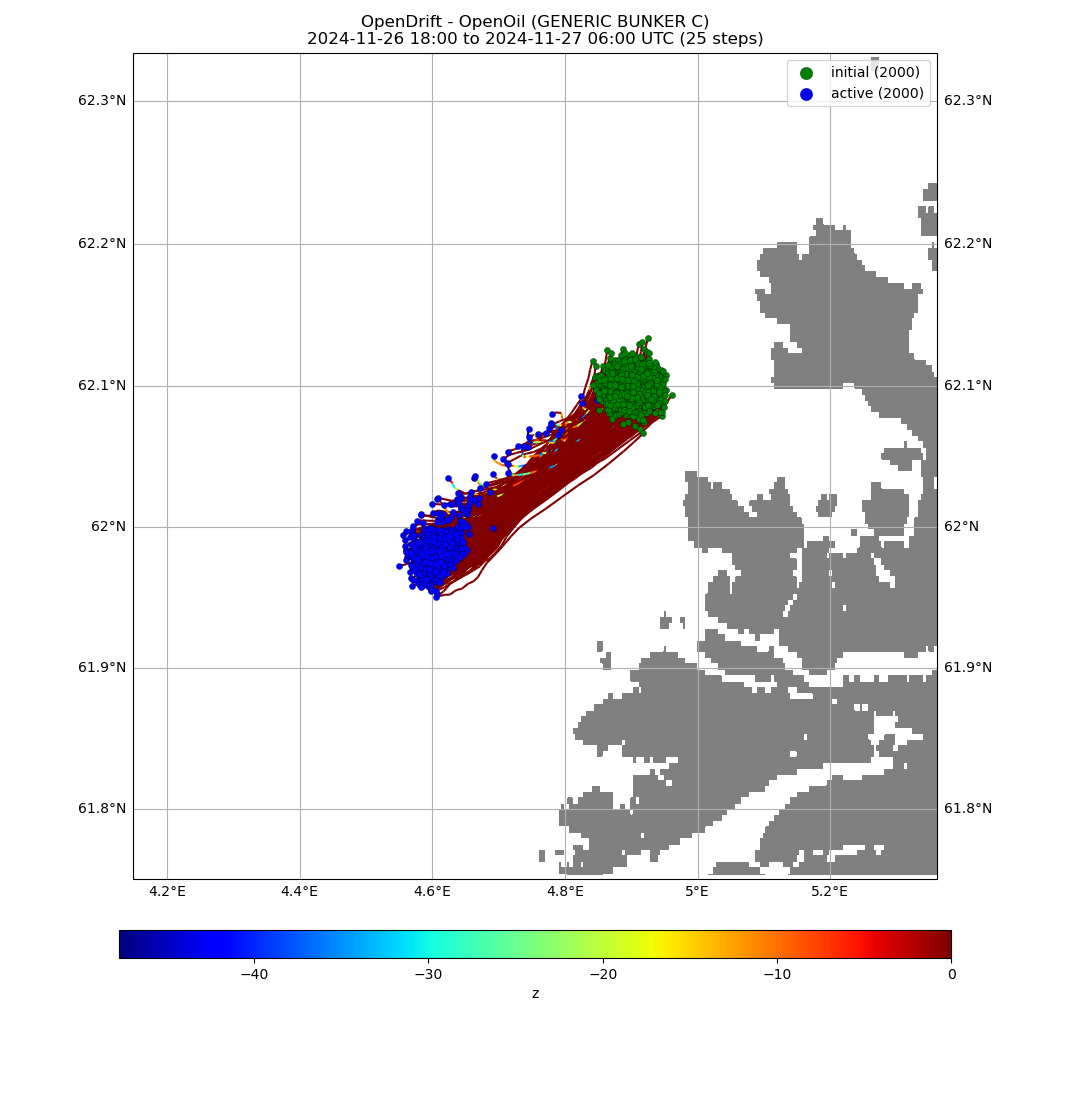 OpenDrift - OpenOil (GENERIC BUNKER C)
2024-11-26 18:00 to 2024-11-27 06:00 UTC (25 steps)
initial (2000)
active (2000)
62.3°N 62.3°N
62.2°N 62.2°N
62.1°N 62.1°N
62°N 62°N
61.9°N 61.9°N
61.8°N 61.8°N
4.2°E 4.4°E 4.6°E 4.8°E 5°E 5.2°E
−40 −30 −20 −10 0
z